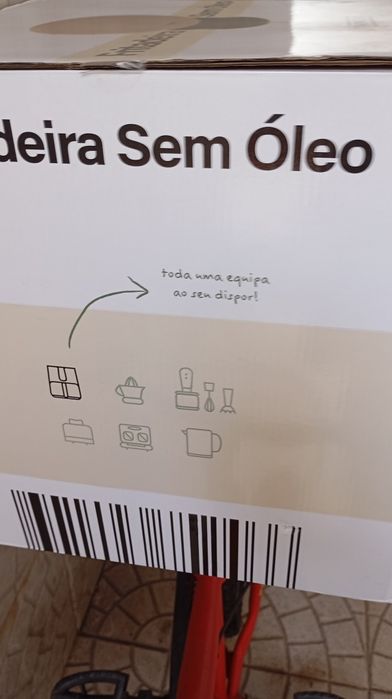 deira Sem Óleo
toda uma equipa
ao seu dispor!